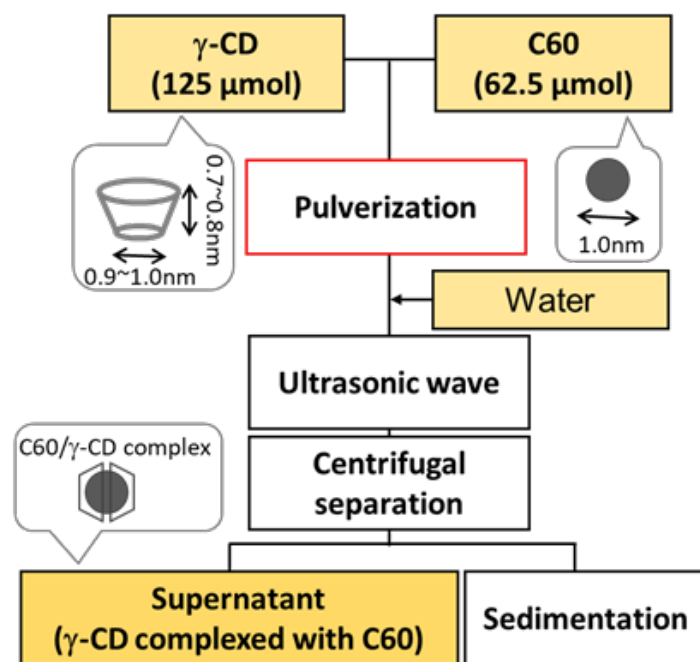 γ-CD
(125 μmol)
C60
(62.5 μmol)
0.7~0.8nm
0.9~1.0nm
Pulverization
1.0nm
Water
Ultrasonic wave
C60/γ-CD complex
Centrifugal
separation
Supernatant
(γ-CD complexed with C60)
Sedimentation